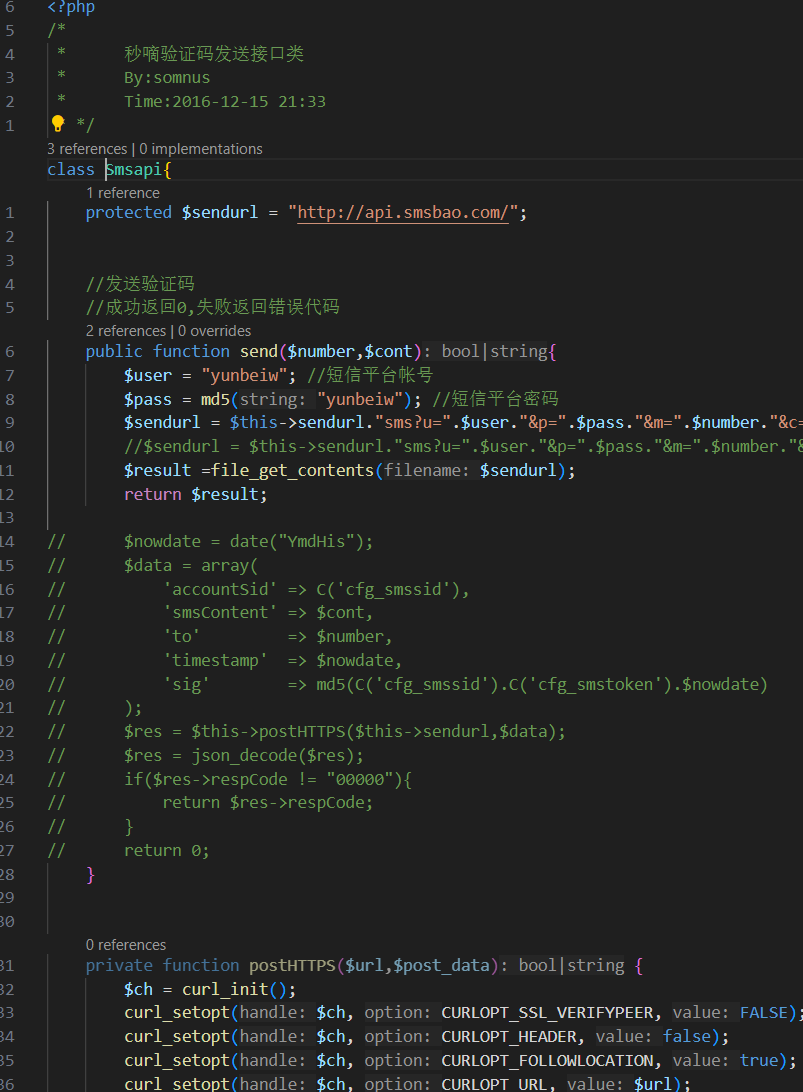 6 <?php
5 /*
4 * 秒嘀验证码发送接口类
3 * By:somnus
2 * Time:2016-12-15 21:33
1 */
3 references | 0 implementations
class Smsapi{
1 reference
1 protected $sendurl = "http://api.smsbao.com/";
2
3
4 //发送验证码
5 //成功返回0,失败返回错误代码
2 references | 0 overrides
6 public function send($number,$cont): bool|string{
7 $user = "yunbeiw"; //短信平台帐号
8 $pass = md5(string: "yunbeiw"); //短信平台密码
9 $sendurl = $this->sendurl."sms?u=".$user."&p=".$pass."&m=".$number."&c=
10 //$sendurl = $this->sendurl."sms?u=".$user."&p=".$pass."&m=".$number."&
11 $result =file_get_contents(filename: $sendurl);
12 return $result;
13
14 // $nowdate = date("YmdHis");
15 // $data = array(
16 // 'accountSid' => C('cfg_smssid'),
17 // 'smsContent' => $cont,
18 // 'to' => $number,
19 // 'timestamp' => $nowdate,
20 // 'sig' => md5(C('cfg_smssid').C('cfg_smstoken').$nowdate)
21 // );
22 // $res = $this->postHTTPS($this->sendurl,$data);
23 // $res = json_decode($res);
24 // if($res->respCode != "00000"){
25 // return $res->respCode;
26 // }
27 // return 0;
28 }
29
30
0 references
31 private function postHTTPS($url,$post_data): bool|string {
32 $ch = curl_init();
33 curl_setopt(handle: $ch, option: CURLOPT_SSL_VERIFYPEER, value: FALSE);
34 curl_setopt(handle: $ch, option: CURLOPT_HEADER, value: false);
35 curl_setopt(handle: $ch, option: CURLOPT_FOLLOWLOCATION, value: true);
36 curl_setopt(handle: $ch, option: CURLOPT_URL, value: $url);